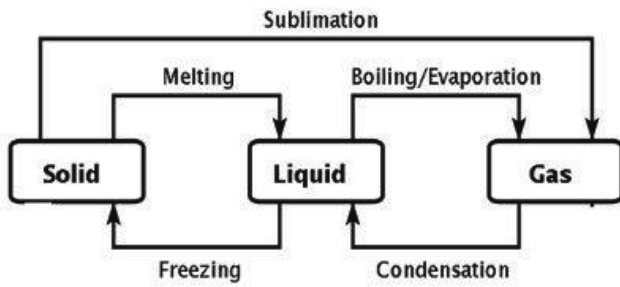 Sublimation
Melting
Boiling/Evaporation
Solid
Liquid
Gas
Freezing
Condensation